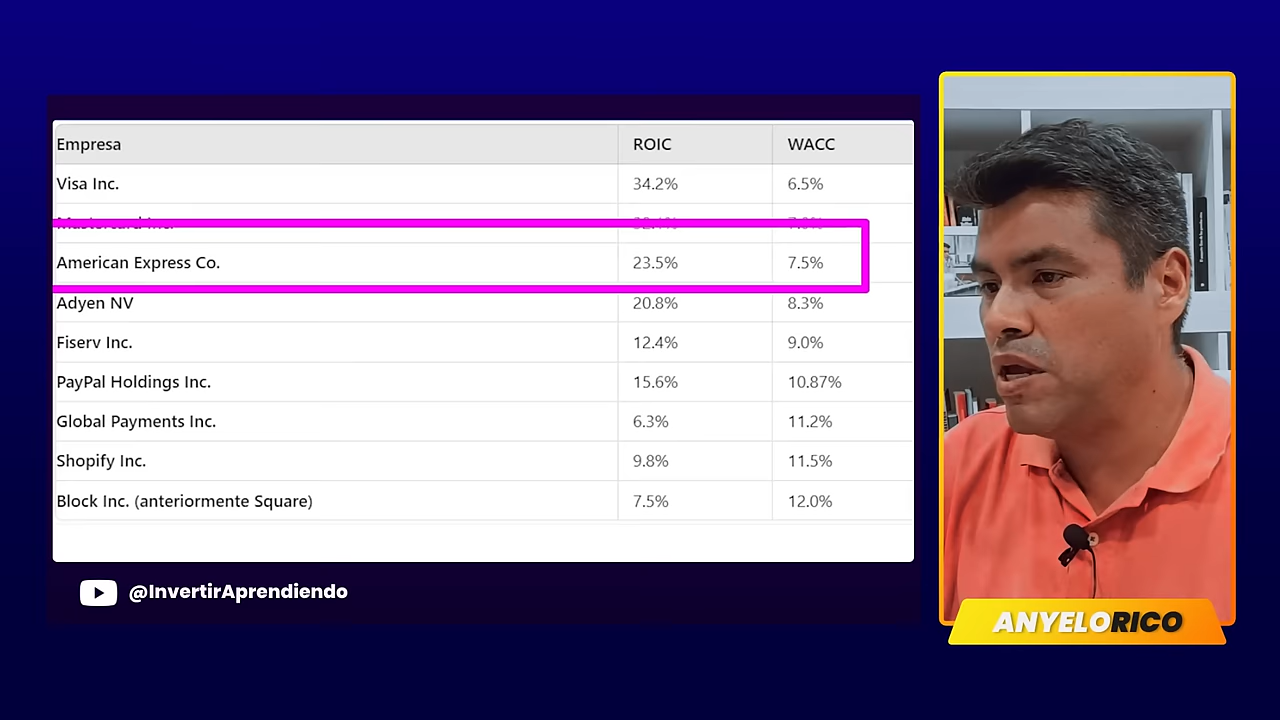 Empresa ROIC WACC
Visa Inc. 34.2% 6.5%
Mastercard Inc.
American Express Co. 23.5% 7.5%
Adyen NV 20.8% 8.3%
Fiserv Inc. 12.4% 9.0%
PayPal Holdings Inc. 15.6% 10.87%
Global Payments Inc. 6.3% 11.2%
Shopify Inc. 9.8% 11.5%
Block Inc. (anteriormente Square) 7.5% 12.0%
@InvertirAprendiendo
ANYELORICO